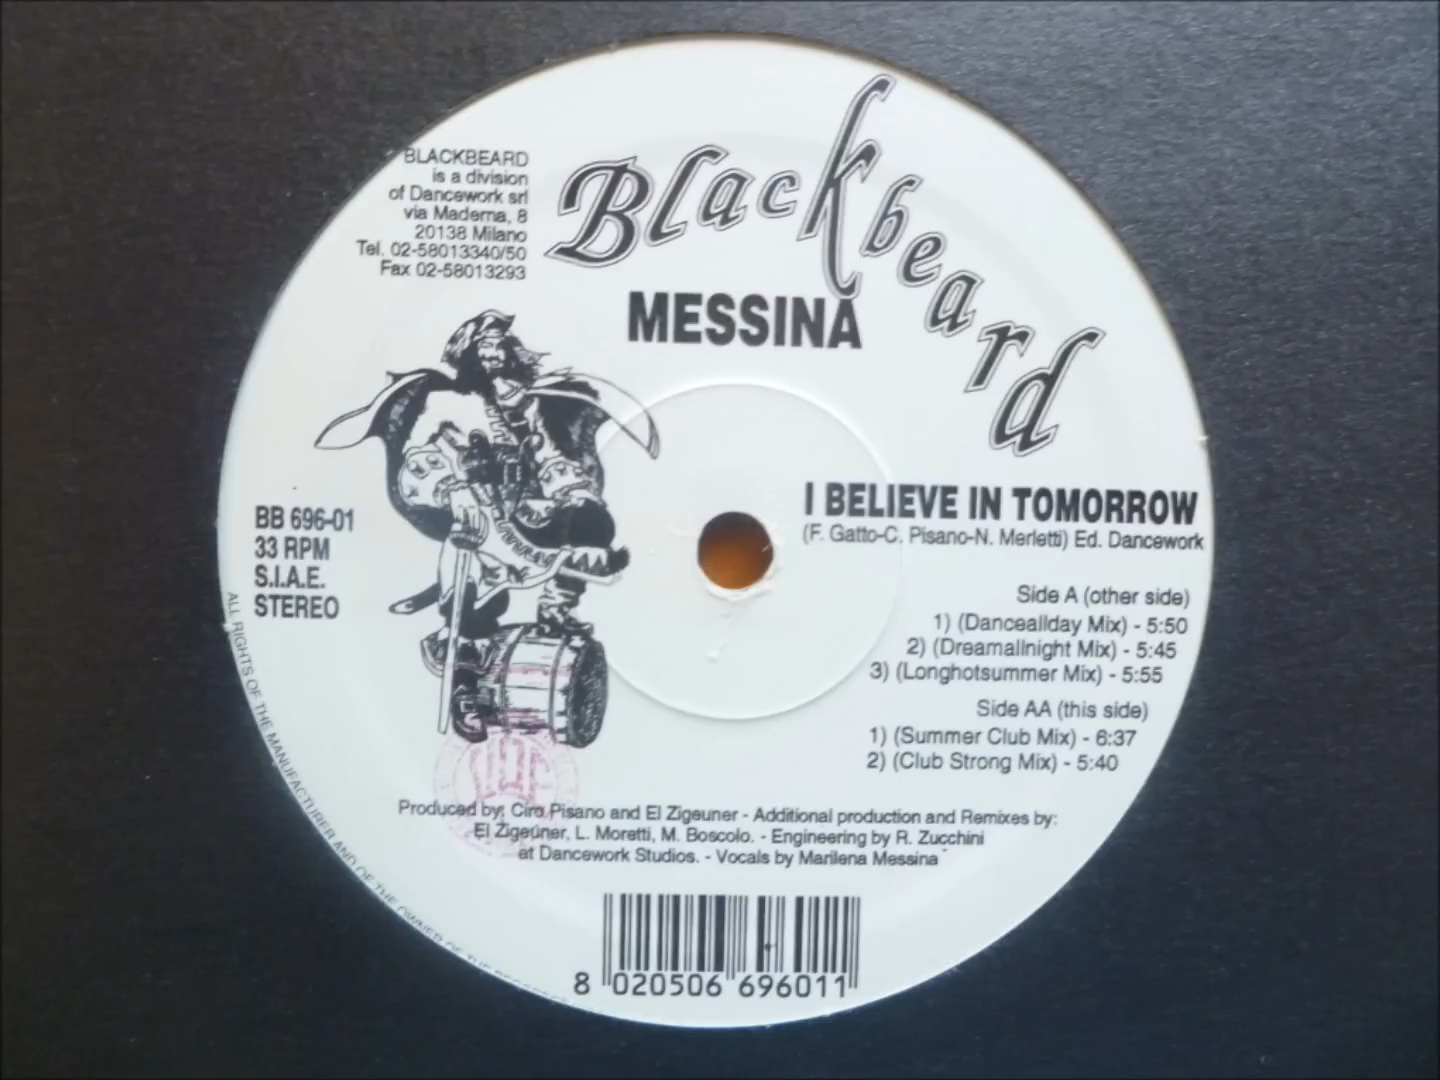 BLACKBEARD
is a division
of Dancework srl
via Maderna, 8
20138 Milano
Tel. 02-58013340/50
Fax 02-58013293
Blackbeard
MESSINA
BB 696-01
33 RPM
S.I.A.E.
STEREO
I BELIEVE IN TOMORROW
(F. Gatto-C. Pisano-N. Merletti) Ed. Dancework
Side A (other side)
1) (Danceallday Mix) - 5:50
2) (Dreamallnight Mix) - 5:45
3) (Longhotsummer Mix) - 5:55
Side AA (this side)
1) (Summer Club Mix) - 6:37
2) (Club Strong Mix) - 5:40
Produced by: Ciro Pisano and El Zigeuner - Additional production and Remixes by:
El Zigeuner, L. Moretti, M. Boscolo. - Engineering by R. Zucchini
at Dancework Studios. - Vocals by Marilena Messina
ALL RIGHTS OF THE MANUFACTURER AND OF THE OWNER OF THE
8 020506 696011